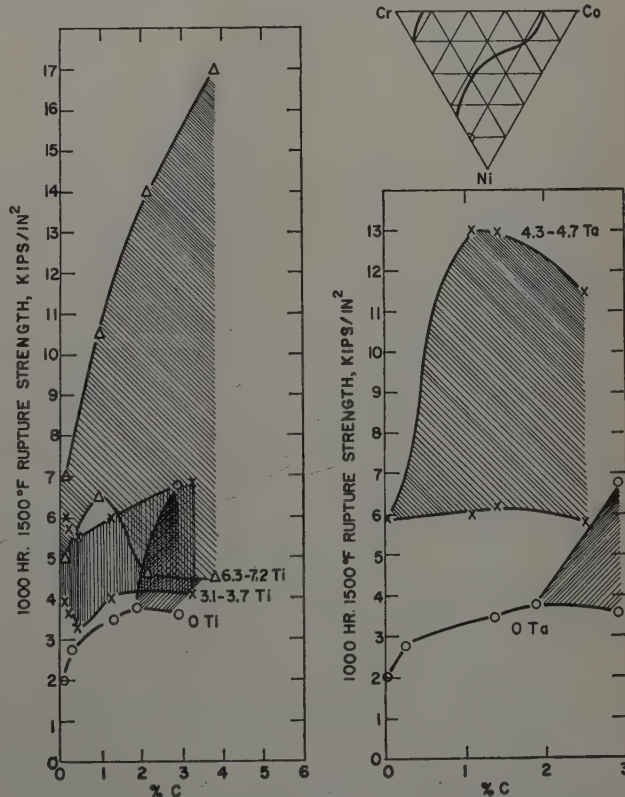 Cr Co
Ni
1000 HR. 1500°F RUPTURE STRENGTH, KIPS/IN²
17
16
15
14
13
12
11
10
9
8
7
6
5
4
3
2
1
0
0 1 2 3 4 5 6
% C
6.3-7.2 Ti
3.1-3.7 Ti
0 Ti
1000 HR. 1500°F RUPTURE STRENGTH, KIPS/IN²
13
12
11
10
9
8
7
6
5
4
3
2
1
0
0 1 2 3
% C
4.3-4.7 Ta
0 Ta